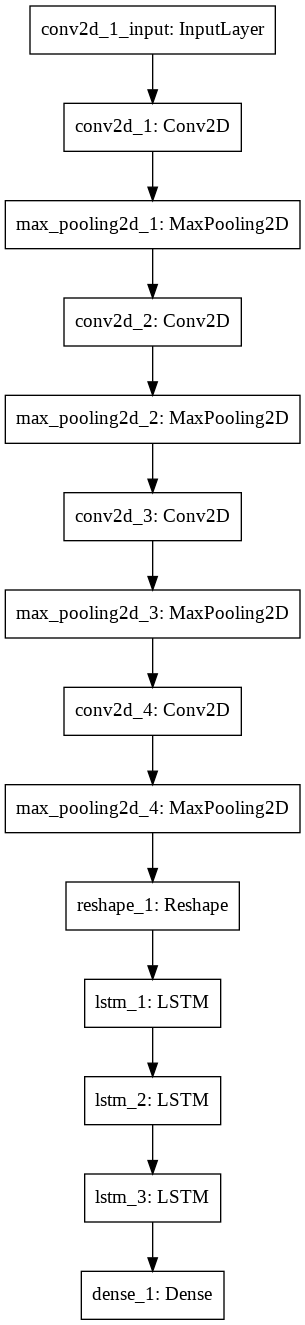 conv2d_1_input: InputLayer
conv2d_1: Conv2D
max_pooling2d_1: MaxPooling2D
conv2d_2: Conv2D
max_pooling2d_2: MaxPooling2D
conv2d_3: Conv2D
max_pooling2d_3: MaxPooling2D
conv2d_4: Conv2D
max_pooling2d_4: MaxPooling2D
reshape_1: Reshape
lstm_1: LSTM
lstm_2: LSTM
lstm_3: LSTM
dense_1: Dense